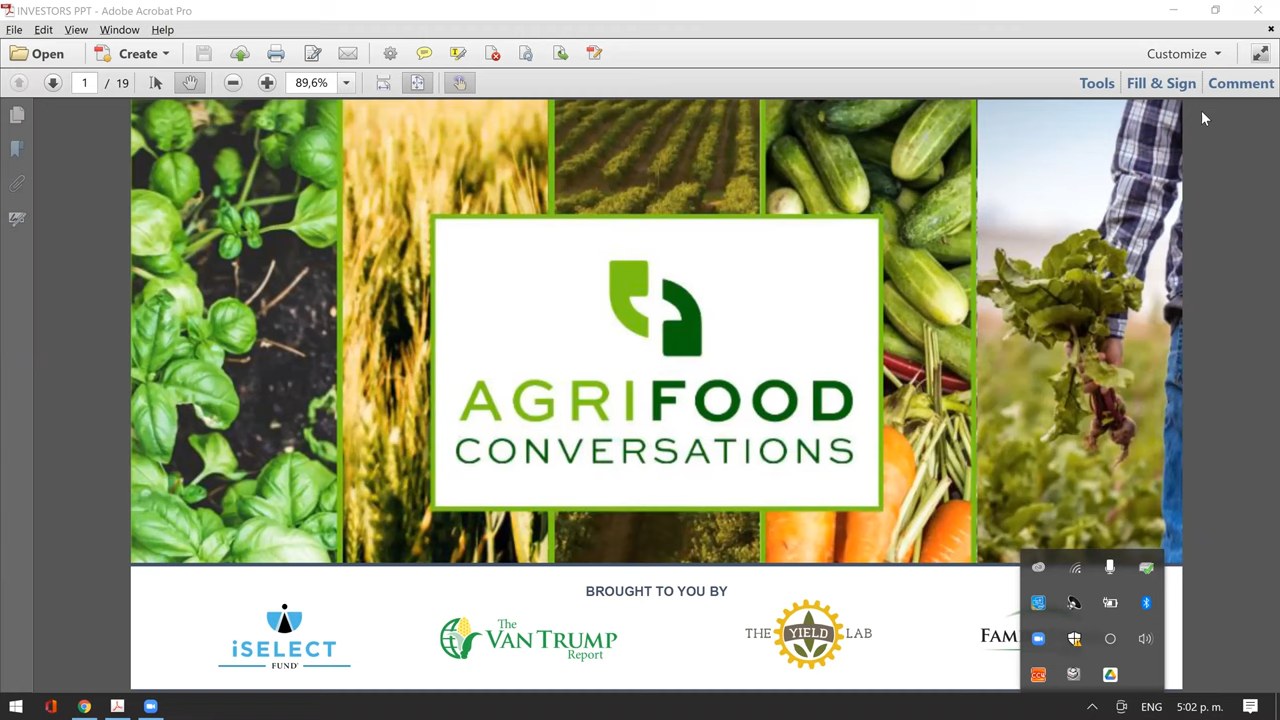 INVESTORS PPT - Adobe Acrobat Pro
File Edit View Window Help
Open Create Customize
1 / 19 89,6% Tools Fill & Sign Comment
AGRIFOOD
CONVERSATIONS
BROUGHT TO YOU BY
iSELECT
FUND
The
VAN TRUMP
Report
THE YIELD LAB
FAM
ENG 5:02 p. m.